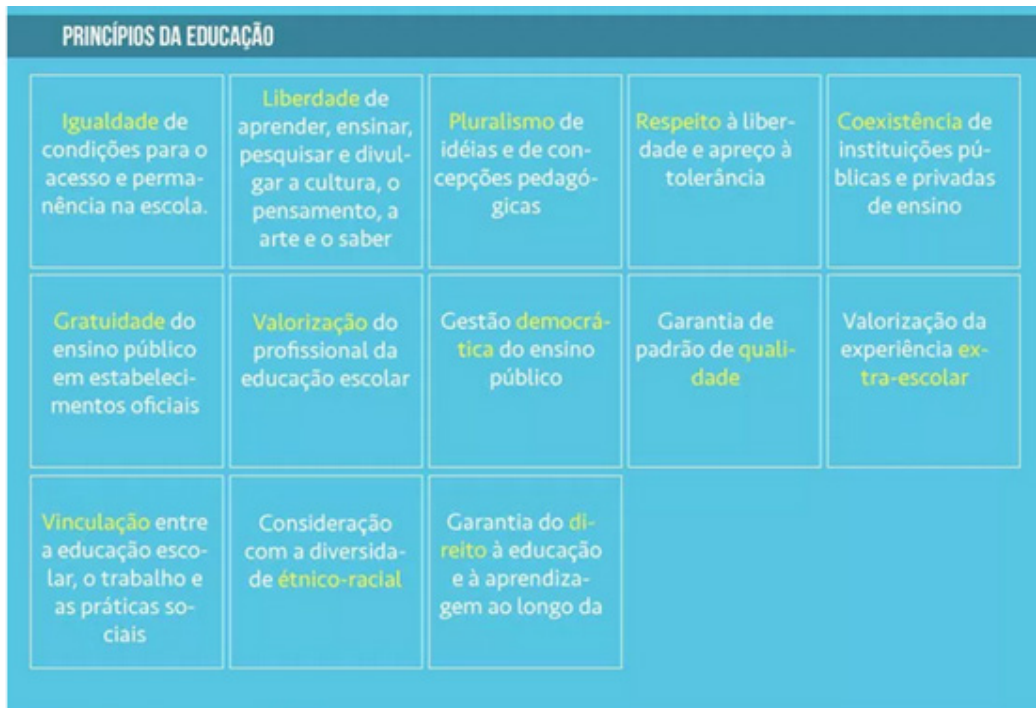 PRINCÍPIOS DA EDUCAÇÃO
Igualdade de
condições para o
acesso e perma-
nência na escola.
Liberdade de
aprender, ensinar,
pesquisar e divul-
gar a cultura, o
pensamento, a
arte e o saber
Pluralismo de
idéias e de con-
cepções pedagó-
gicas
Respeito à liber-
dade e apreço à
tolerância
Coexistência de
instituições pú-
blicas e privadas
de ensino
Gratuidade do
ensino público
em estabeleci-
mentos oficiais
Valorização do
profissional da
educação escolar
Gestão democrá-
tica do ensino
público
Garantia de
padrão de quali-
dade
Valorização da
experiência ex-
tra-escolar
Vinculação entre
a educação esco-
lar, o trabalho e
as práticas so-
ciais
Consideração
com a diversida-
de étnico-racial
Garantia do di-
reito à educação
e à aprendiza-
gem ao longo da